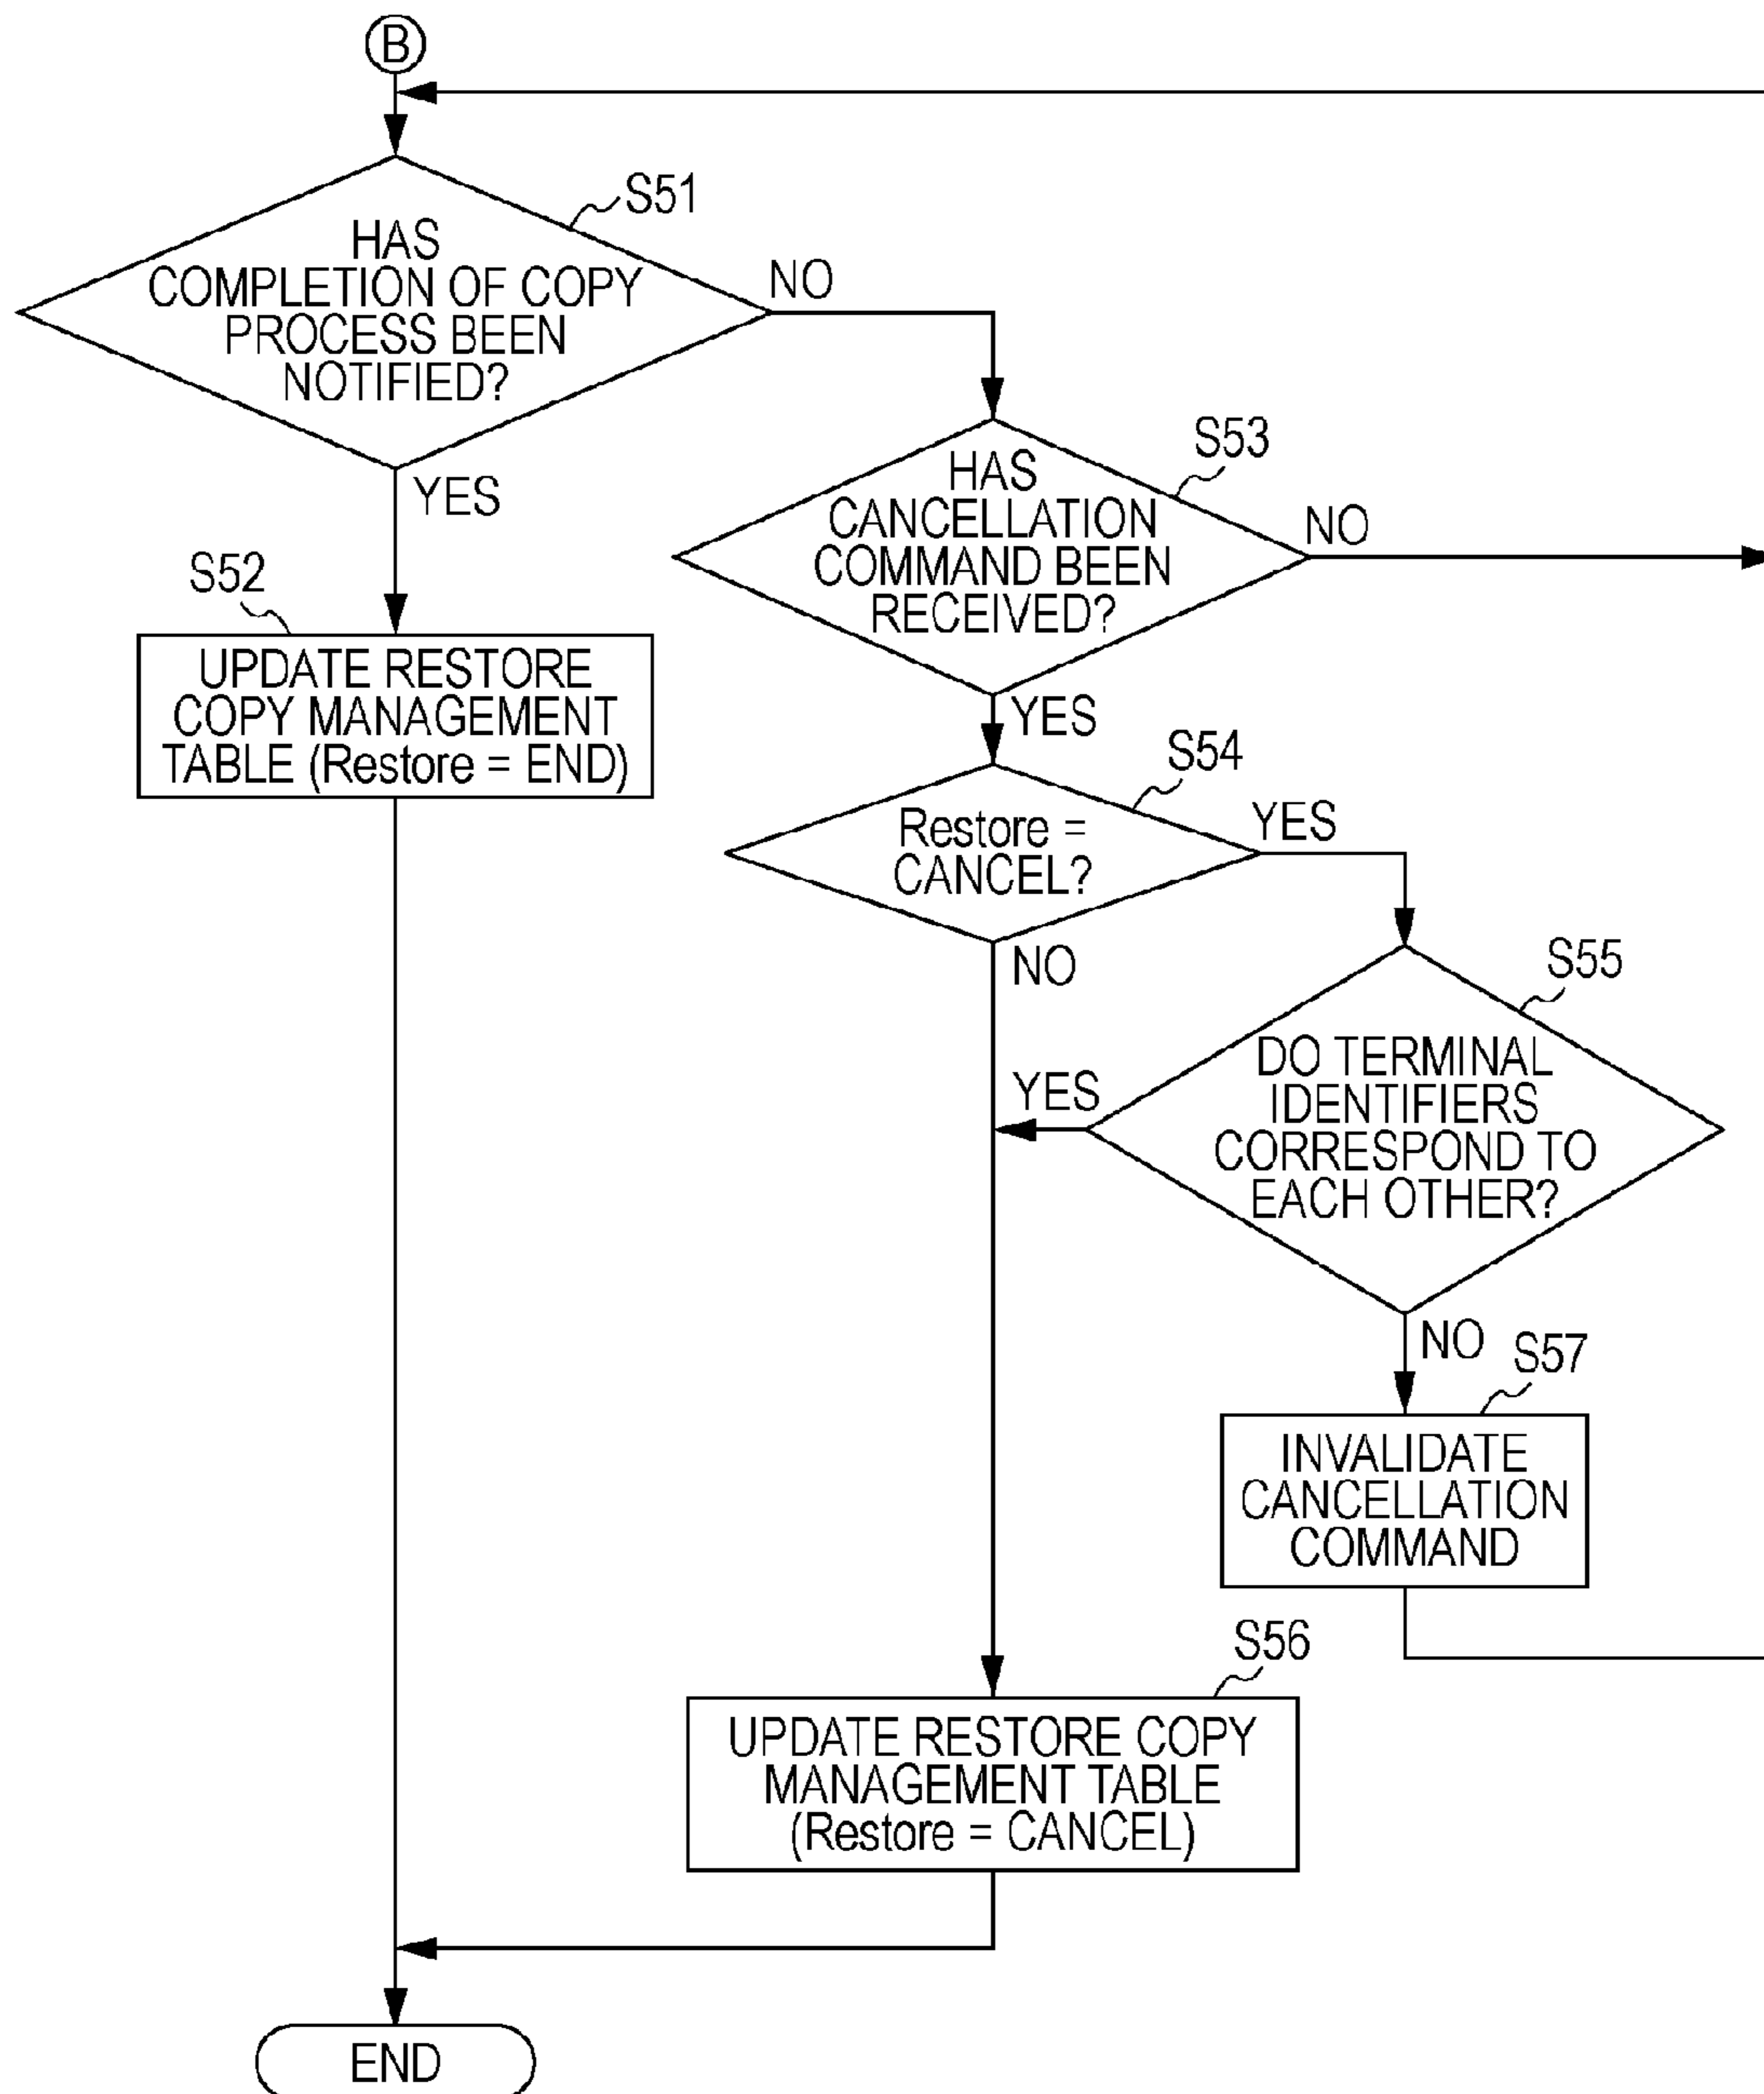 B
S51
HAS
COMPLETION OF COPY
PROCESS BEEN
NOTIFIED?
NO
YES
S53
HAS
CANCELLATION
COMMAND BEEN
RECEIVED?
NO
YES
S52
UPDATE RESTORE
COPY MANAGEMENT
TABLE (Restore = END)
S54
Restore =
CANCEL?
YES
NO
S55
DO TERMINAL
IDENTIFIERS
CORRESPOND TO
EACH OTHER?
YES
NO
S57
INVALIDATE
CANCELLATION
COMMAND
S56
UPDATE RESTORE COPY
MANAGEMENT TABLE
(Restore = CANCEL)
END